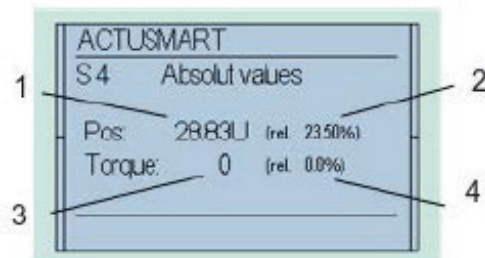 ACTUSMART
S 4 Absolut values
1 2
Pos: 28.83U (rel. 23.50%)
Torque: 0 (rel. 0.0%)
3 4